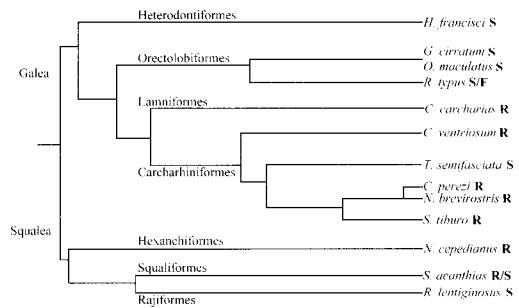 Heterodontiformes
H. francisci S
Galea
Orectolobiformes
G. cirratum S
O. maculatus S
R. typus S/F
Lamniformes
C. carcharias R
C. ventriosum R
Carcharhiniformes
T. semifasciata S
C. perezi R
N. brevirostris R
S. tiburo R
Squalea
Hexanchiformes
N. cepedianus R
Squaliformes
S. acanthias R/S
Rajiformes
R. lentiginosus S